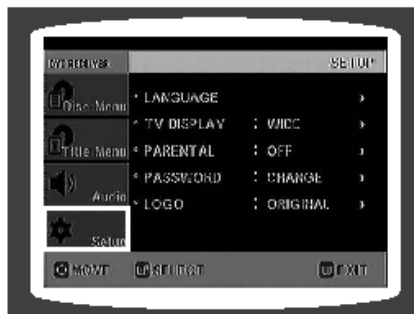 DVD RECEIVER SETUP
Disc Menu
LANGUAGE
TV DISPLAY : WIDE
Title Menu
PARENTAL : OFF
PASSWORD : CHANGE
Audio
LOGO : ORIGINAL
Setup
MOVE SELECT EXIT